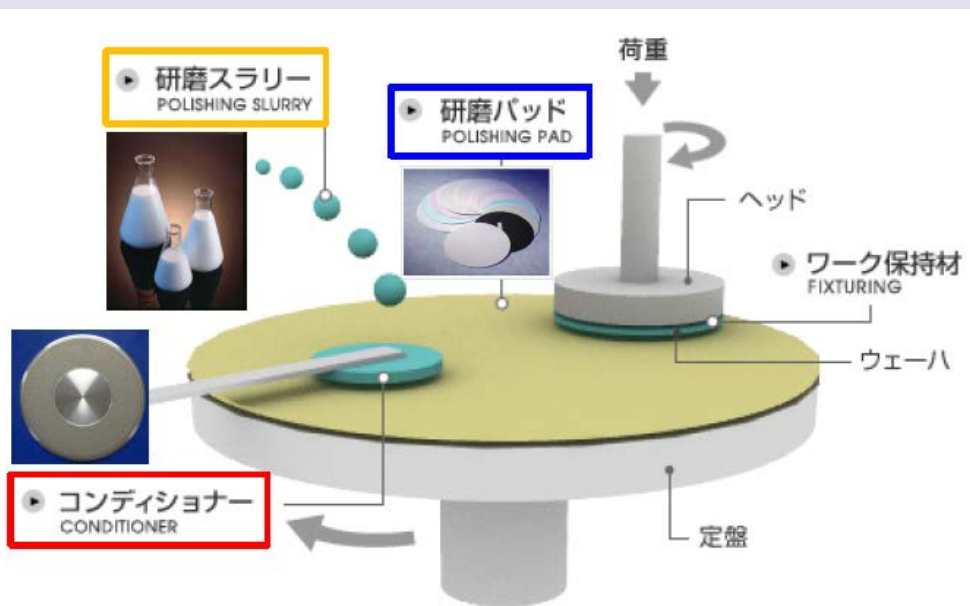 研磨スラリー
POLISHING SLURRY
研磨パッド
POLISHING PAD
荷重
ヘッド
ワーク保持材
FIXTURING
ウェーハ
コンディショナー
CONDITIONER
定盤